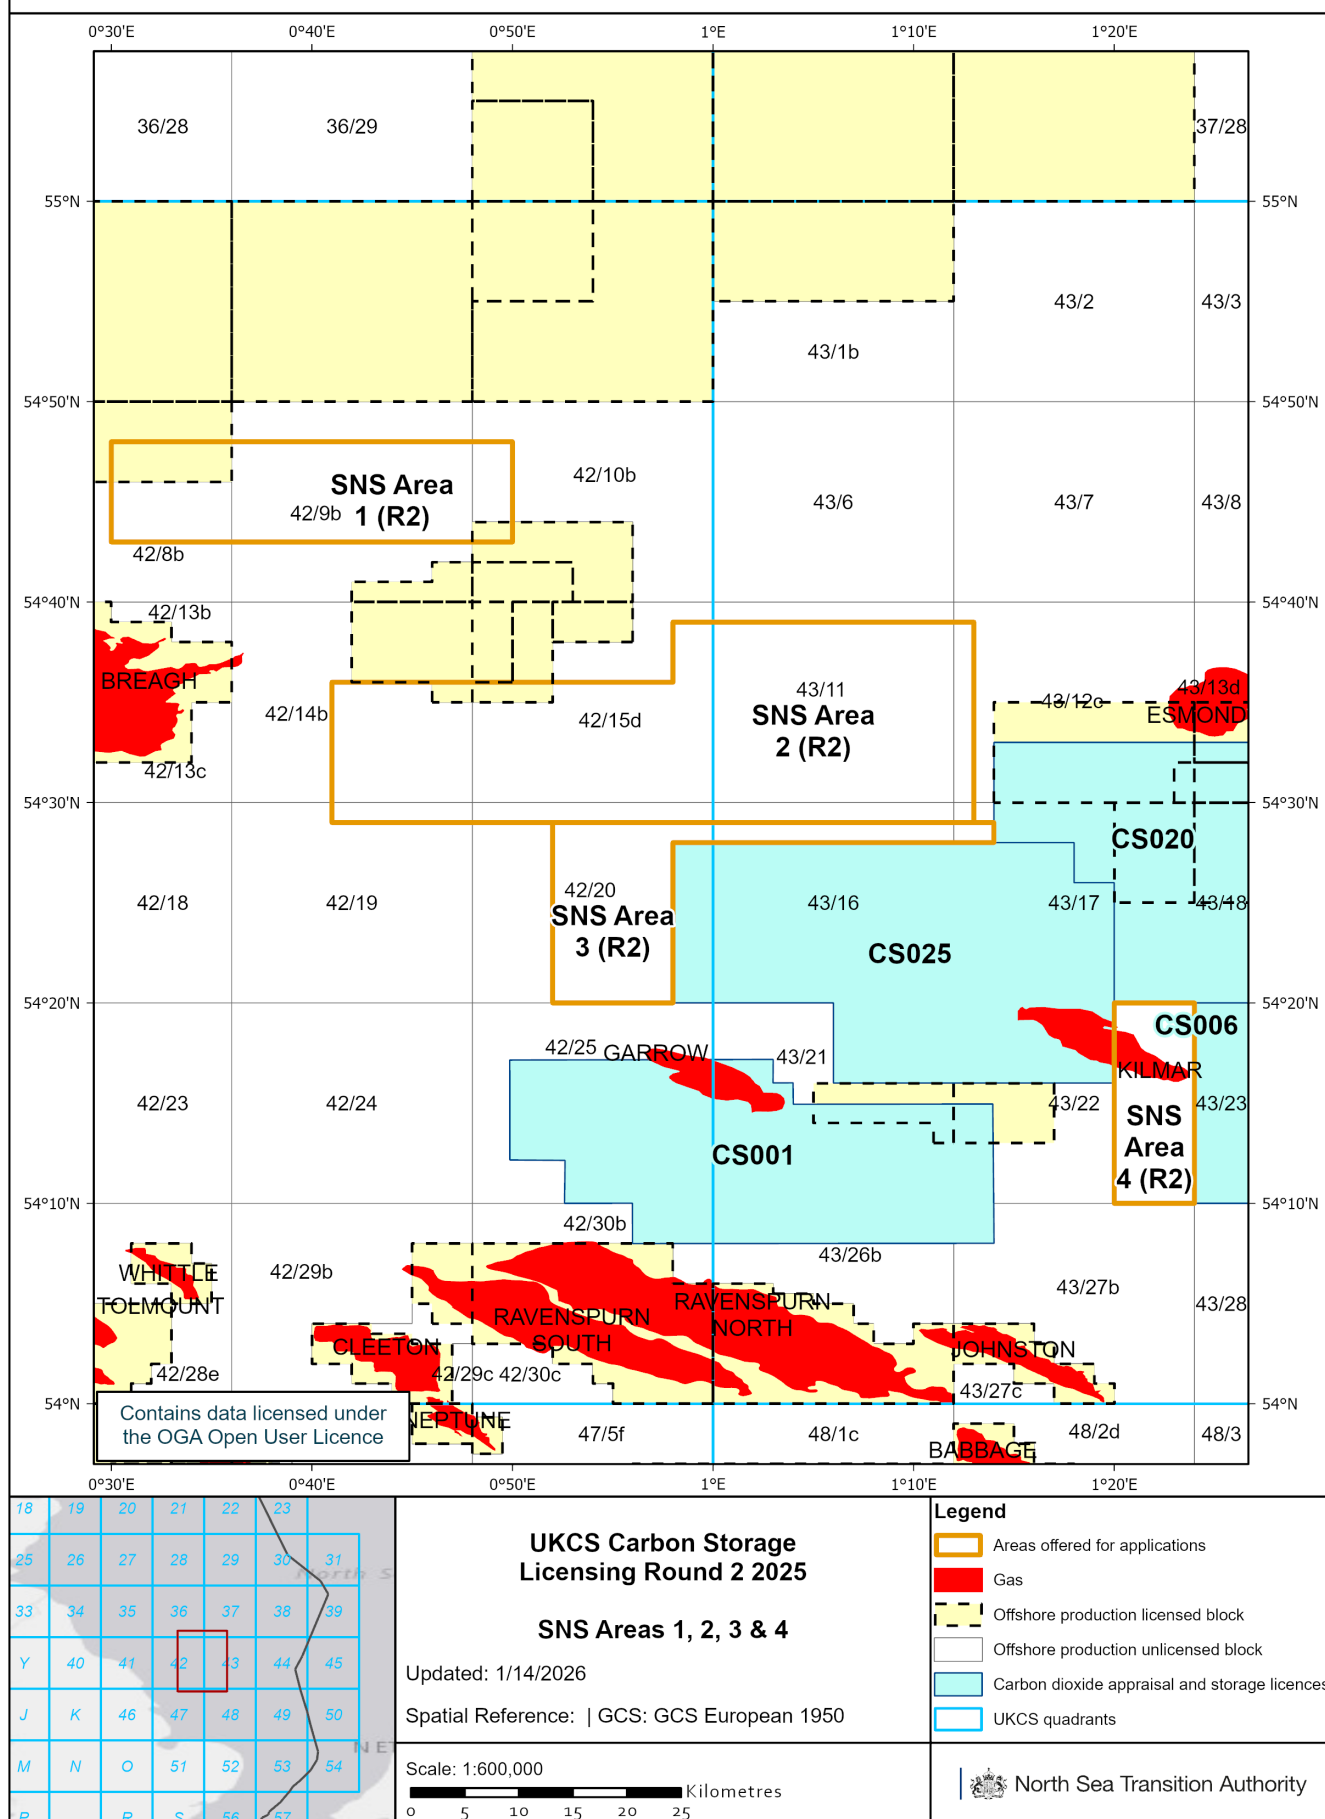 0°30'E 0°40'E 0°50'E 1°E 1°10'E 1°20'E
36/28 36/29 37/28
55°N 55°N
43/2 43/3
43/1b
54°50'N 54°50'N
42/10b
SNS Area
1 (R2)
42/9b
43/6 43/7 43/8
42/8b
54°40'N 54°40'N
42/13b
BREAGH
43/11 43/12c 43/13d
ESMOND
42/14b 42/15d
SNS Area
2 (R2)
42/13c
54°30'N 54°30'N
CS020
42/18 42/19 42/20 43/16 43/17 43/18
SNS Area
3 (R2)
CS025
54°20'N 54°20'N
CS006
42/25 GARROW 43/21
KILMAR
42/23 42/24 43/22 43/23
SNS
Area
4 (R2)
CS001
54°10'N 54°10'N
42/30b
43/26b
WHITTLE 42/29b 43/27b
TOLMOUNT
RAVENSPURN
NORTH
43/28
RAVENSPURN
SOUTH
CLEETON JOHNSTON
42/28e 42/29c 42/30c 43/27c
54°N 54°N
Contains data licensed under
the OGA Open User Licence
NEPTUNE 47/5f 48/1c 48/2d 48/3
BABBAGE
0°30'E 0°40'E 0°50'E 1°E 1°10'E 1°20'E
18 19 20 21 22 23
25 26 27 28 29 30 31
North S
33 34 35 36 37 38 39
Y 40 41 42 43 44 45
J K 46 47 48 49 50
NET
M N O 51 52 53 54
P R S 56 57
UKCS Carbon Storage
Licensing Round 2 2025
SNS Areas 1, 2, 3 & 4
Updated: 1/14/2026
Spatial Reference: | GCS: GCS European 1950
Scale: 1:600,000
Kilometres
0 5 10 15 20 25
Legend
Areas offered for applications
Gas
Offshore production licensed block
Offshore production unlicensed block
Carbon dioxide appraisal and storage licences
UKCS quadrants
North Sea Transition Authority